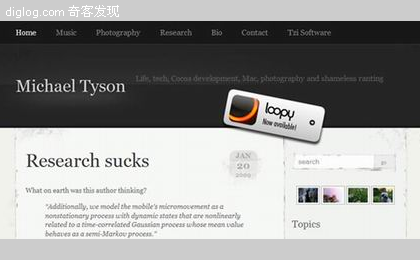 diglog.com 奇客发现
Home Music Photography Research Bio Contact Tzi Software
Michael Tyson
Life, tech, Cocoa development, Mac, photography and shameless ranting
loopy
Now available!
Research sucks
JAN
20
2009
search
go
What on earth was this author thinking?
"Additionally, we model the mobile's micromovement as a
nonstationary process with dynamic states that are nonlinearly
related to a time-correlated Gaussian process whose mean value
behaves as a semi-Markov process."
Topics